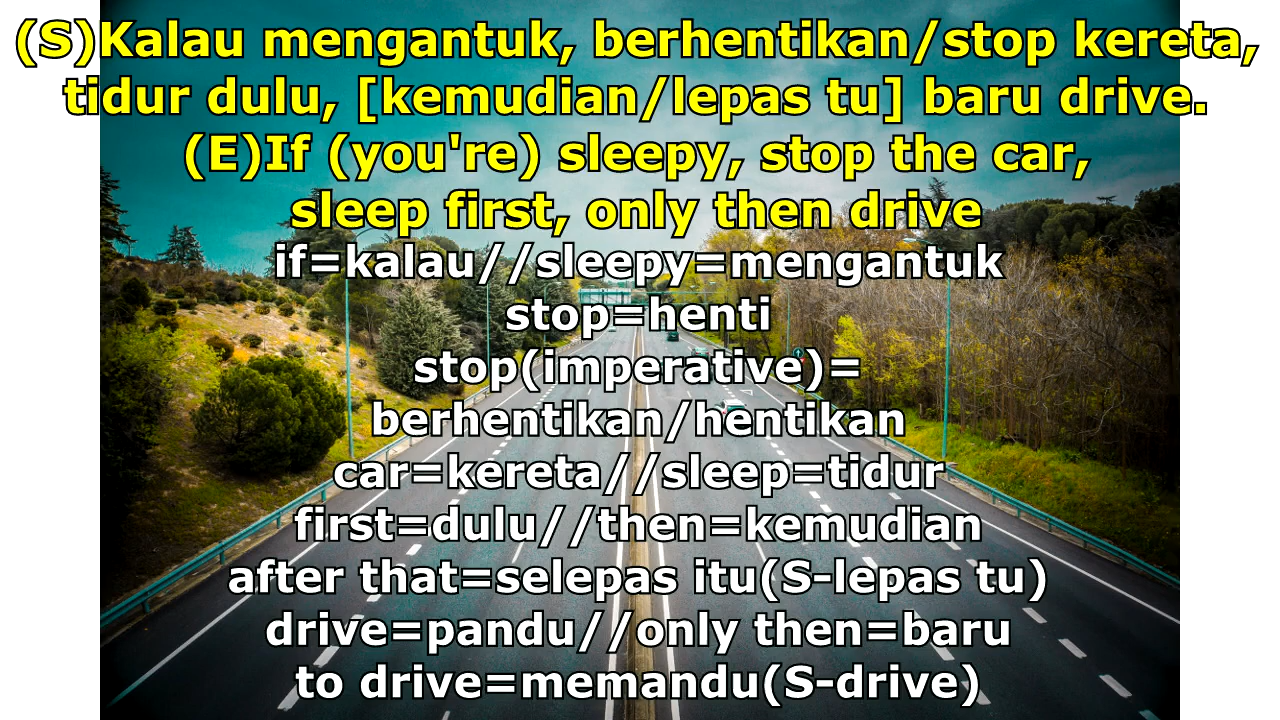 (S)Kalau mengantuk, berhentikan/stop kereta,
tidur dulu, [kemudian/lepas tu] baru drive.
(E)If (you're) sleepy, stop the car,
sleep first, only then drive
if=kalau//sleepy=mengantuk
stop=henti
stop(imperative)=
berhentikan/hentikan
car=kereta//sleep=tidur
first=dulu//then=kemudian
after that=selepas itu(S-lepas tu)
drive=pandu//only then=baru
to drive=memandu(S-drive)